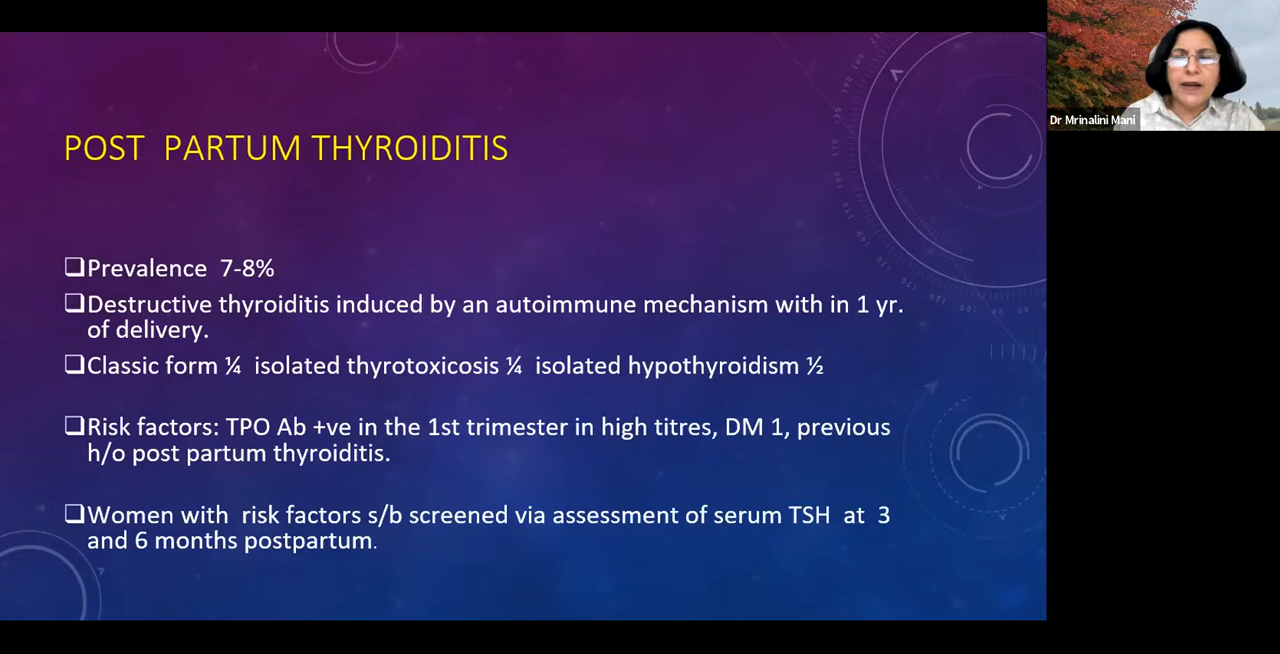 POST PARTUM THYROIDITIS
❑Prevalence 7-8%
❑Destructive thyroiditis induced by an autoimmune mechanism with in 1 yr.
of delivery.
❑Classic form ¼ isolated thyrotoxicosis ¼ isolated hypothyroidism ½
❑Risk factors: TPO Ab +ve in the 1st trimester in high titres, DM 1, previous
h/o post partum thyroiditis.
❑Women with risk factors s/b screened via assessment of serum TSH at 3
and 6 months postpartum.
Dr Mrinalini Mani